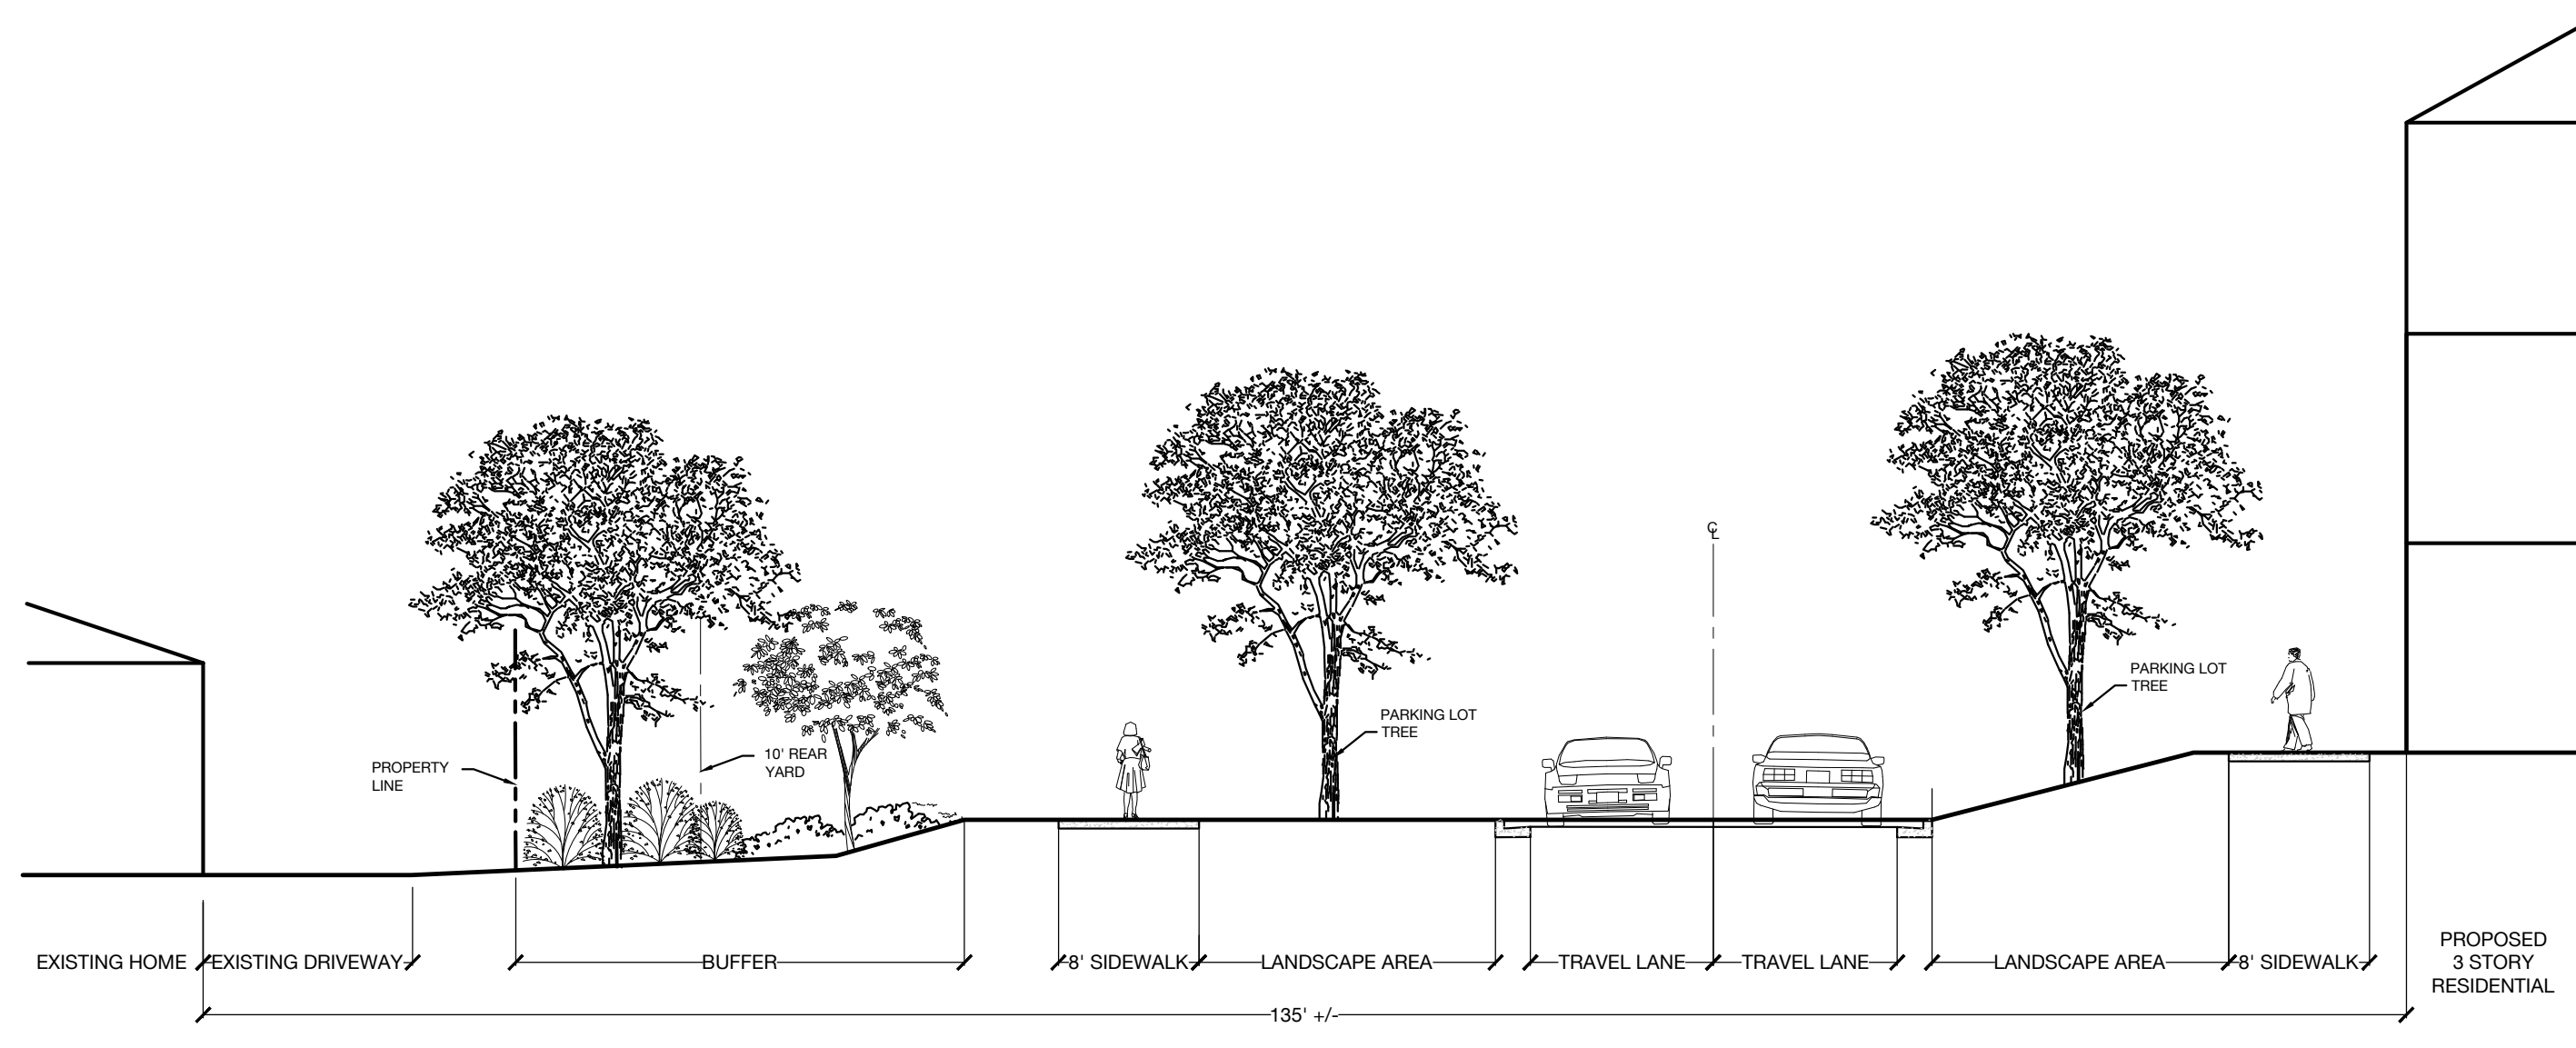 ℄
PARKING LOT
TREE
PARKING LOT
TREE
10' REAR
YARD
PROPERTY
LINE
EXISTING HOME
EXISTING DRIVEWAY
BUFFER
8' SIDEWALK
LANDSCAPE AREA
TRAVEL LANE
TRAVEL LANE
LANDSCAPE AREA
8' SIDEWALK
PROPOSED
3 STORY
RESIDENTIAL
135' +/-